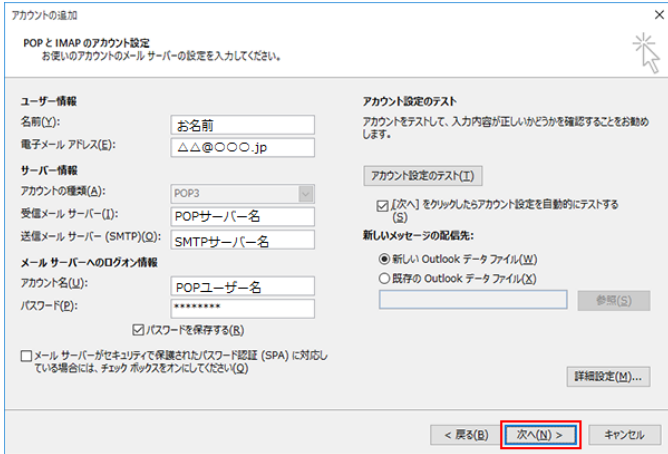 アカウントの追加
POP と IMAP のアカウント設定
お使いのアカウントのメール サーバーの設定を入力してください。
ユーザー情報
名前(Y):
お名前
電子メール アドレス(E):
△△@〇〇〇.jp
サーバー情報
アカウントの種類(A):
POP3
受信メール サーバー(I):
POPサーバー名
送信メール サーバー (SMTP)(O):
SMTPサーバー名
メール サーバーへのログオン情報
アカウント名(U):
POPユーザー名
パスワード(P):
********
パスワードを保存する(R)
メール サーバーがセキュリティで保護されたパスワード認証 (SPA) に対応し
ている場合には、チェック ボックスをオンにしてください(Q)
アカウント設定のテスト
アカウントをテストして、入力内容が正しいかどうかを確認することをお勧め
します。
アカウント設定のテスト(T)
[次へ] をクリックしたらアカウント設定を自動的にテストする
(S)
新しいメッセージの配信先:
新しい Outlook データ ファイル(W)
既存の Outlook データ ファイル(X)
参照(S)
詳細設定(M)...
< 戻る(B)
次へ(N) >
キャンセル